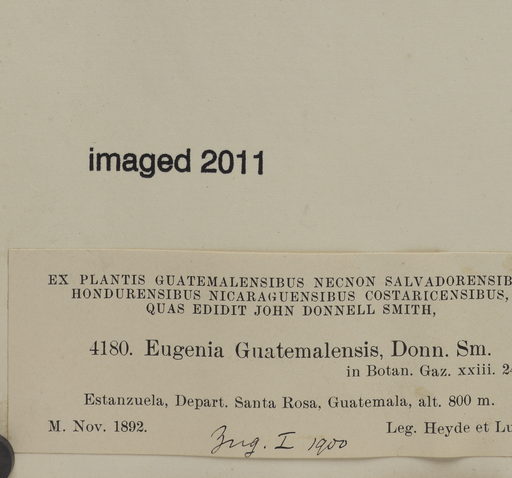 imaged 2011
EX PLANTIS GUATEMALENSIBUS NECNON SALVADORENSIB
HONDURENSIBUS NICARAGUENSIBUS COSTARICENSIBUS,
QUAS EDIDIT JOHN DONNELL SMITH,
4180. Eugenia Guatemalensis, Donn. Sm.
in Botan. Gaz. xxiii. 24
Estanzuela, Depart. Santa Rosa, Guatemala, alt. 800 m.
M. Nov. 1892.
Leg. Heyde et Lu
I 1900